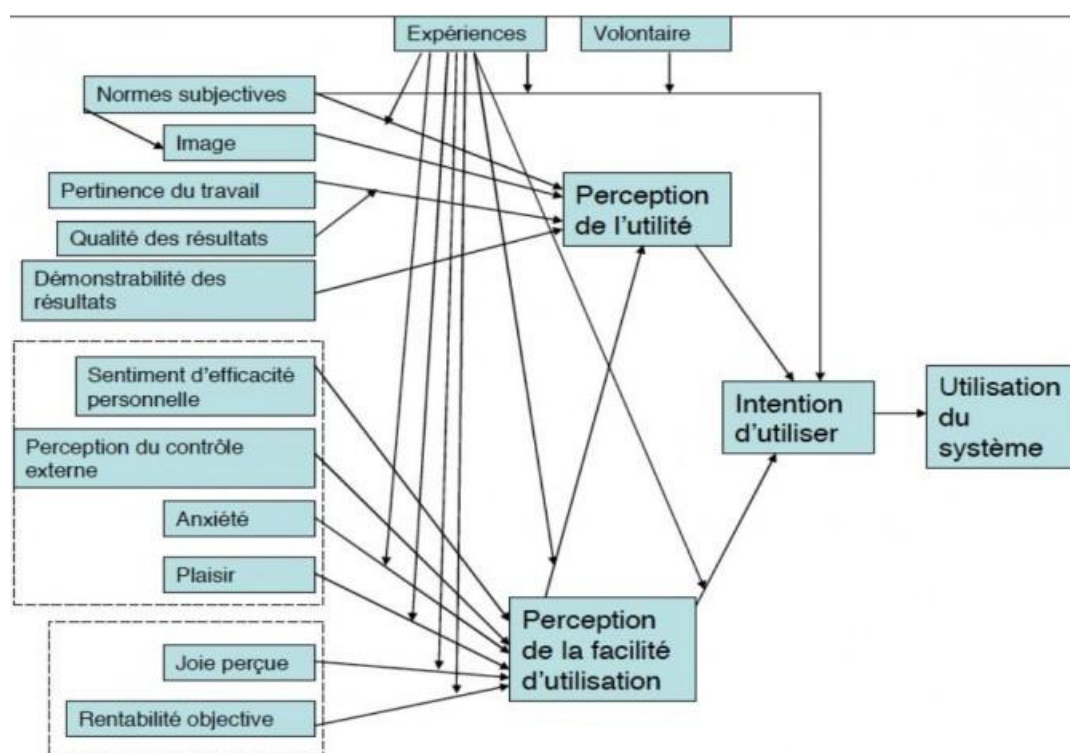 Expériences
Volontaire
Normes subjectives
Image
Pertinence du travail
Qualité des résultats
Démonstrabilité des
résultats
Perception
de l'utilité
Sentiment d'efficacité
personnelle
Perception du contrôle
externe
Anxiété
Plaisir
Intention
d'utiliser
Utilisation
du
système
Joie perçue
Rentabilité objective
Perception
de la facilité
d'utilisation